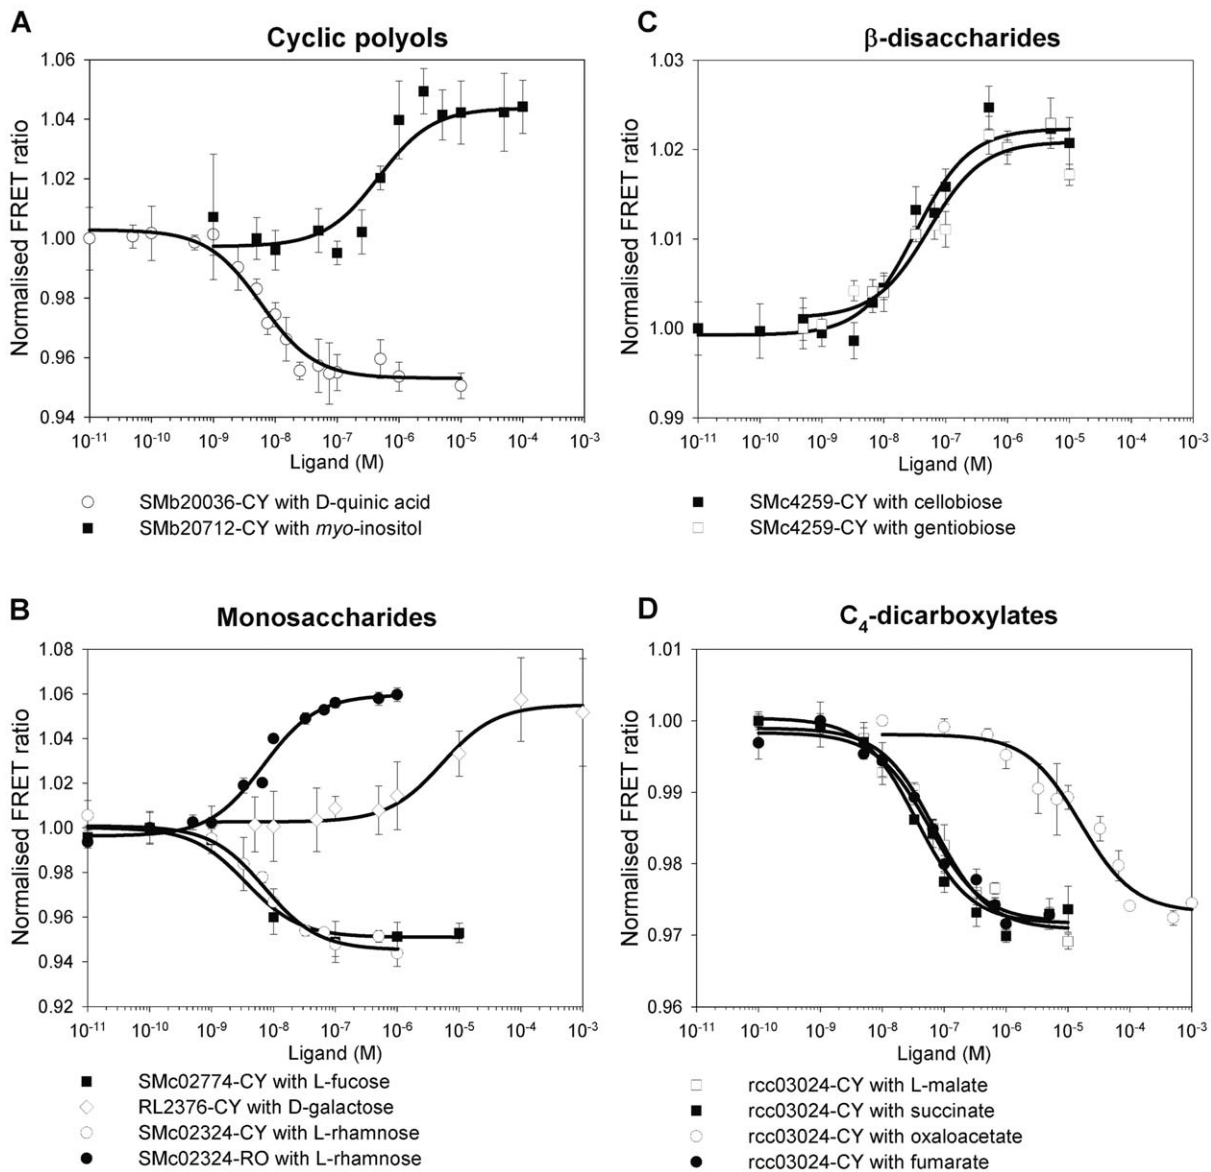 A
Cyclic polyols
Normalised FRET ratio
1.06
1.04
1.02
1.00
0.98
0.96
0.94
10-11 10-10 10-9 10-8 10-7 10-6 10-5 10-4 10-3
Ligand (M)
SMb20036-CY with D-quinic acid
SMb20712-CY with myo-inositol
C
β-disaccharides
Normalised FRET ratio
1.03
1.02
1.01
1.00
0.99
10-11 10-10 10-9 10-8 10-7 10-6 10-5 10-4 10-3
Ligand (M)
SMc4259-CY with cellobiose
SMc4259-CY with gentiobiose
B
Monosaccharides
Normalised FRET ratio
1.08
1.06
1.04
1.02
1.00
0.98
0.96
0.94
0.92
10-11 10-10 10-9 10-8 10-7 10-6 10-5 10-4 10-3
Ligand (M)
SMc02774-CY with L-fucose
RL2376-CY with D-galactose
SMc02324-CY with L-rhamnose
SMc02324-RO with L-rhamnose
D
C4-dicarboxylates
Normalised FRET ratio
1.01
1.00
0.99
0.98
0.97
0.96
10-11 10-10 10-9 10-8 10-7 10-6 10-5 10-4 10-3
Ligand (M)
rcc03024-CY with L-malate
rcc03024-CY with succinate
rcc03024-CY with oxaloacetate
rcc03024-CY with fumarate